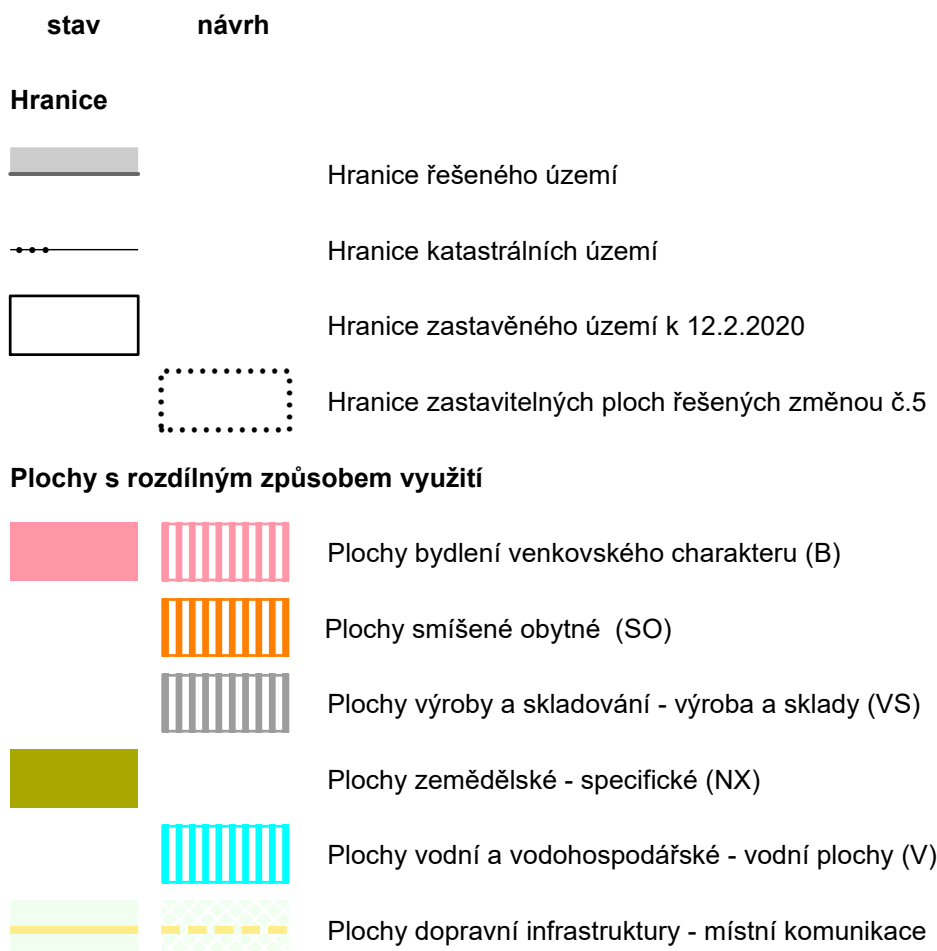 stav návrh
Hranice
Hranice řešeného území
Hranice katastrálních území
Hranice zastavěného území k 12.2.2020
Hranice zastavitelných ploch řešených změnou č.5
Plochy s rozdílným způsobem využití
Plochy bydlení venkovského charakteru (B)
Plochy smíšené obytné (SO)
Plochy výroby a skladování - výroba a sklady (VS)
Plochy zemědělské - specifické (NX)
Plochy vodní a vodohospodářské - vodní plochy (V)
Plochy dopravní infrastruktury - místní komunikace